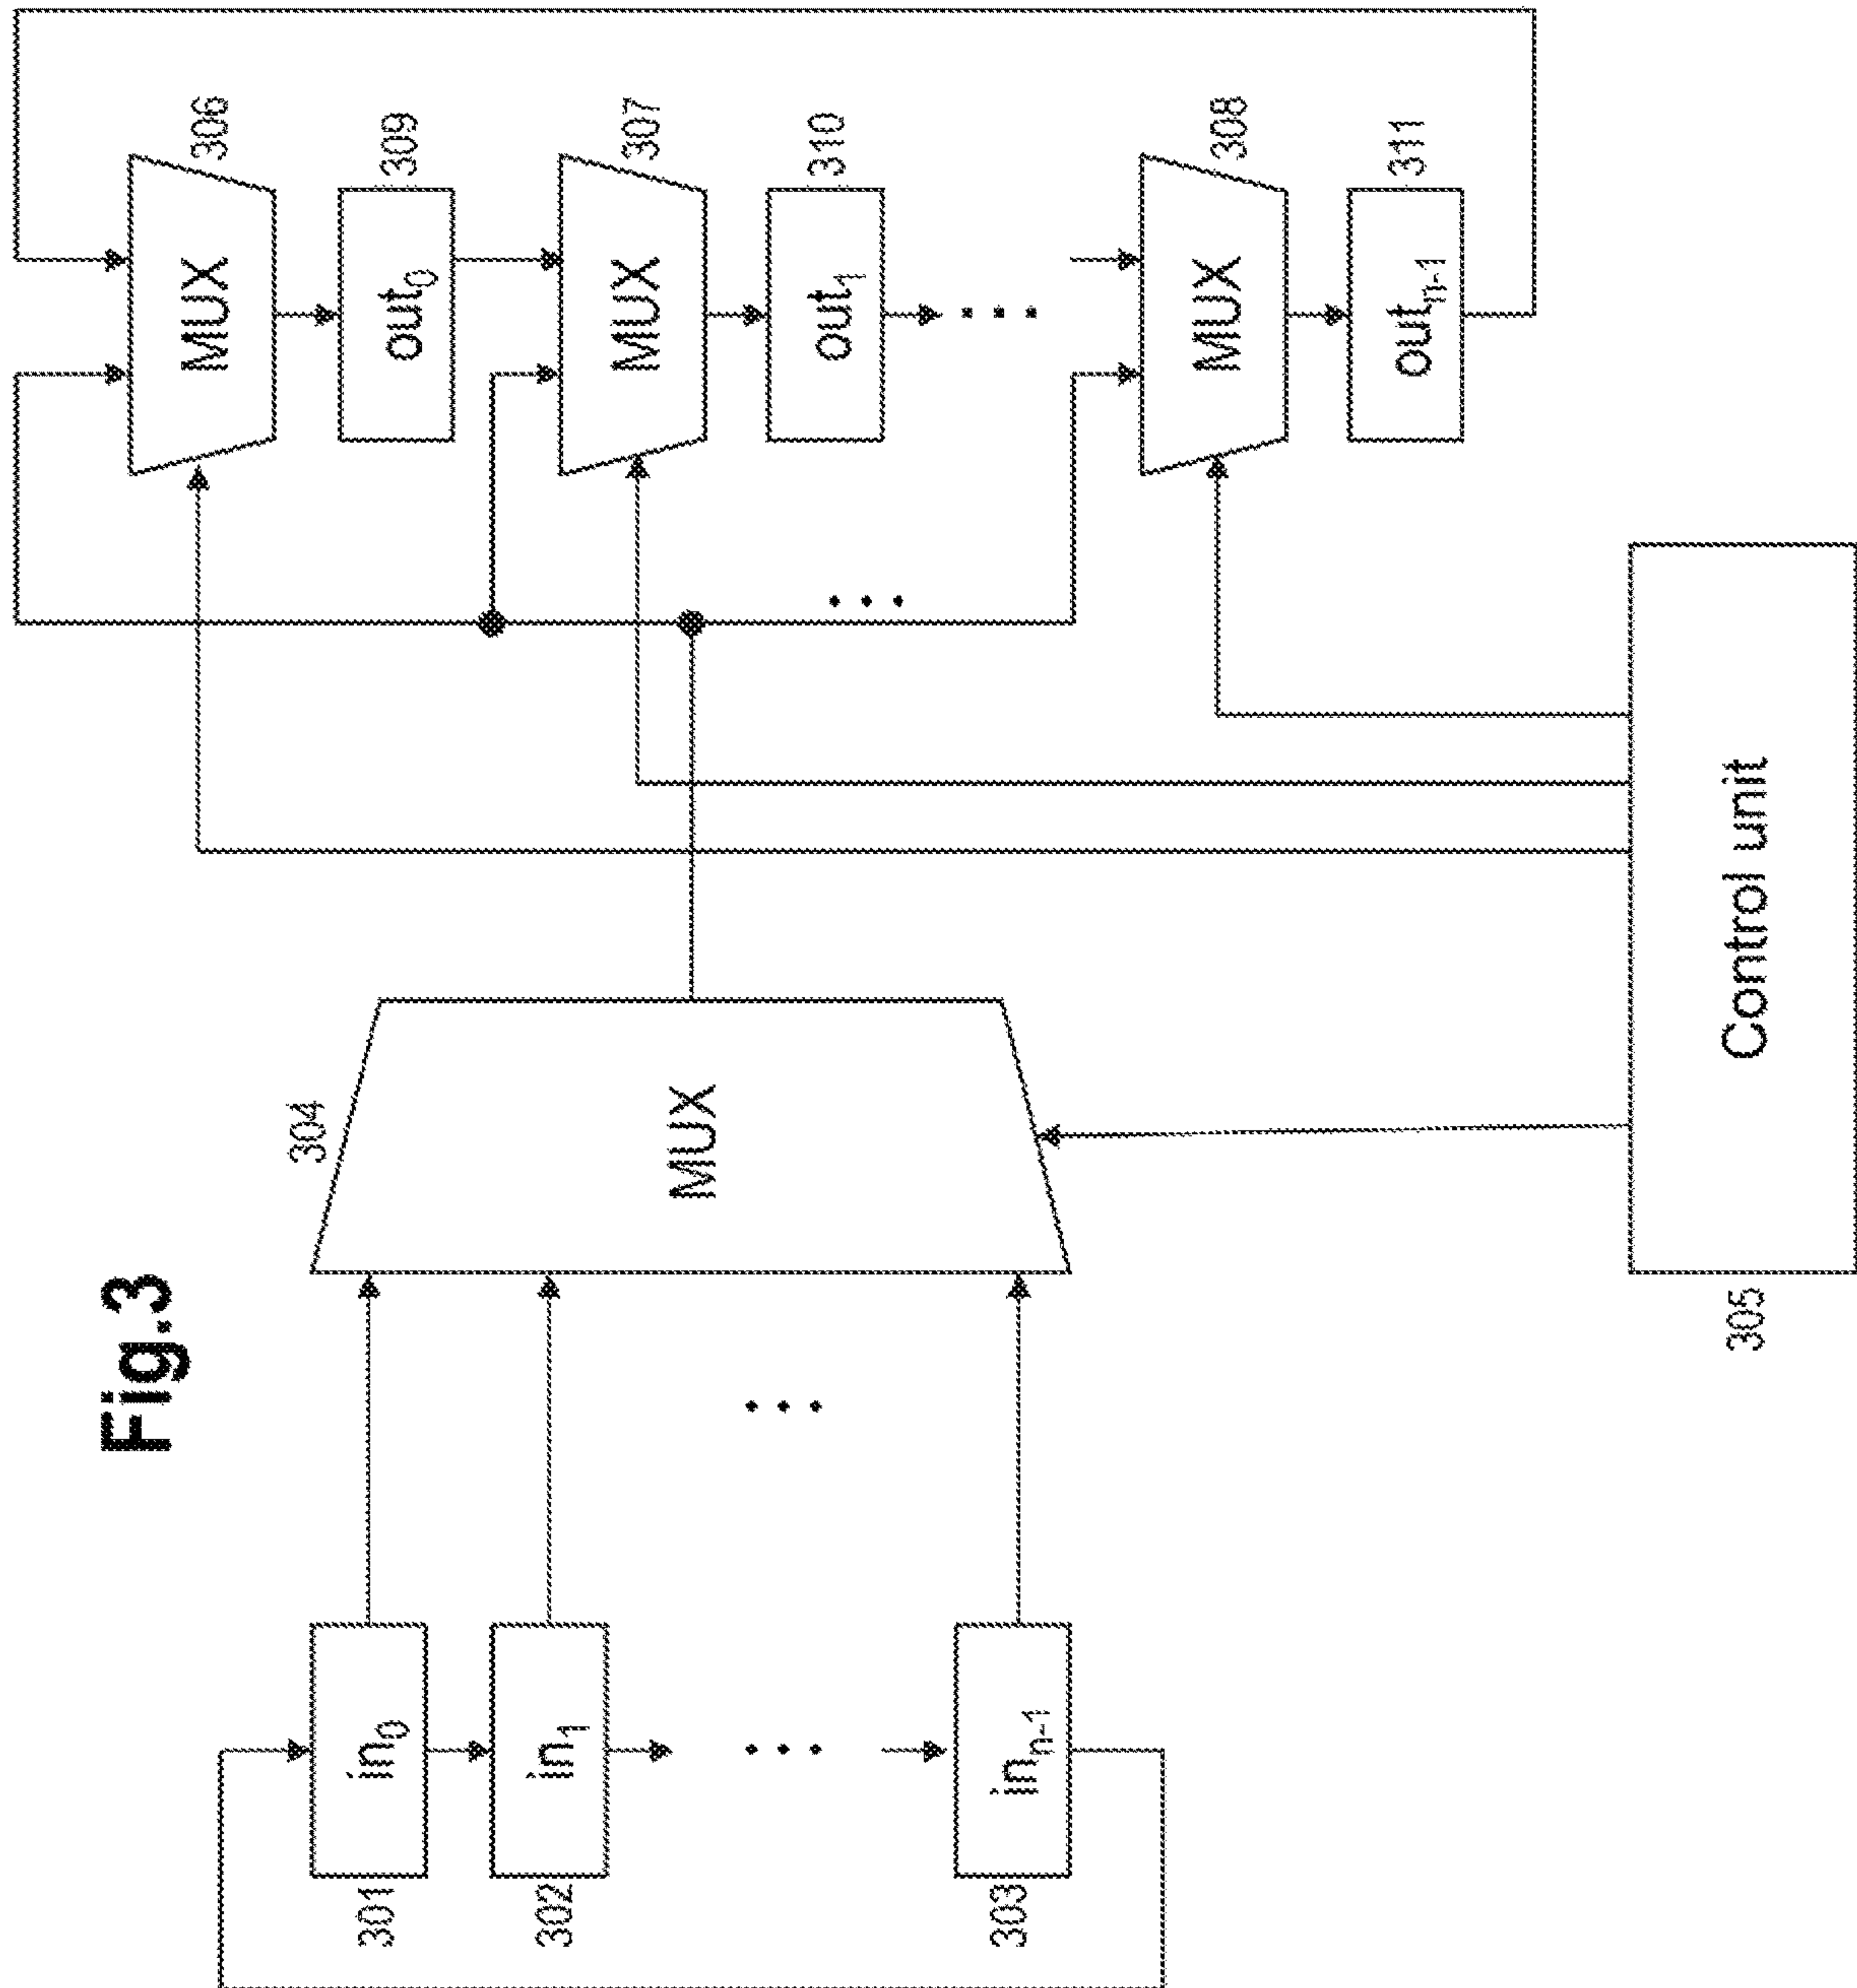 Fig.3
301
in0
302
in1
. . .
303
inn-1
. . .
304
MUX
305
Control unit
. . .
MUX
306
out0
309
MUX
307
out1
310
. . .
MUX
308
outn-1
311